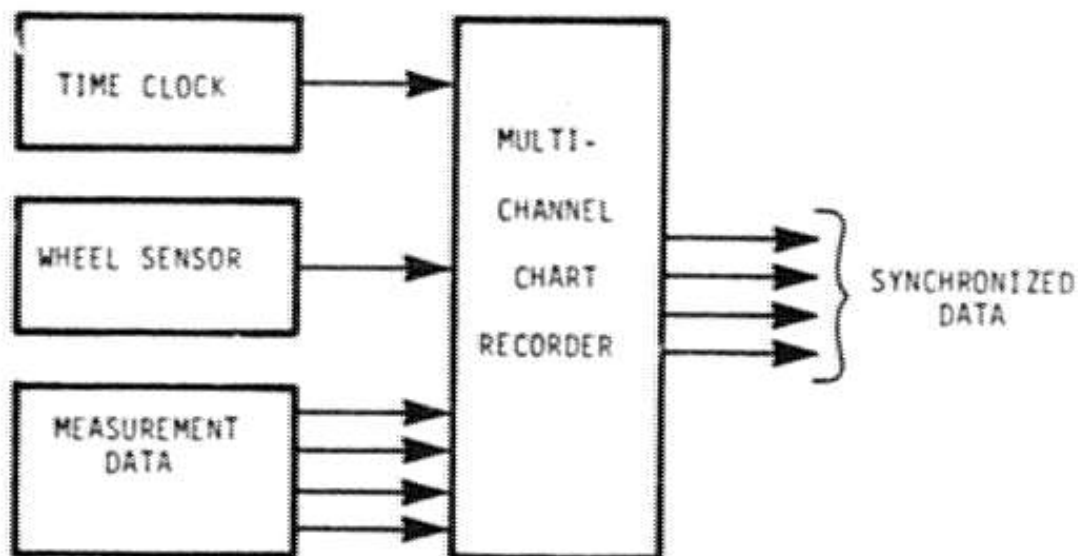 TIME CLOCK
WHEEL SENSOR
MEASUREMENT
DATA
MULTI-
CHANNEL
CHART
RECORDER
SYNCHRONIZED
DATA